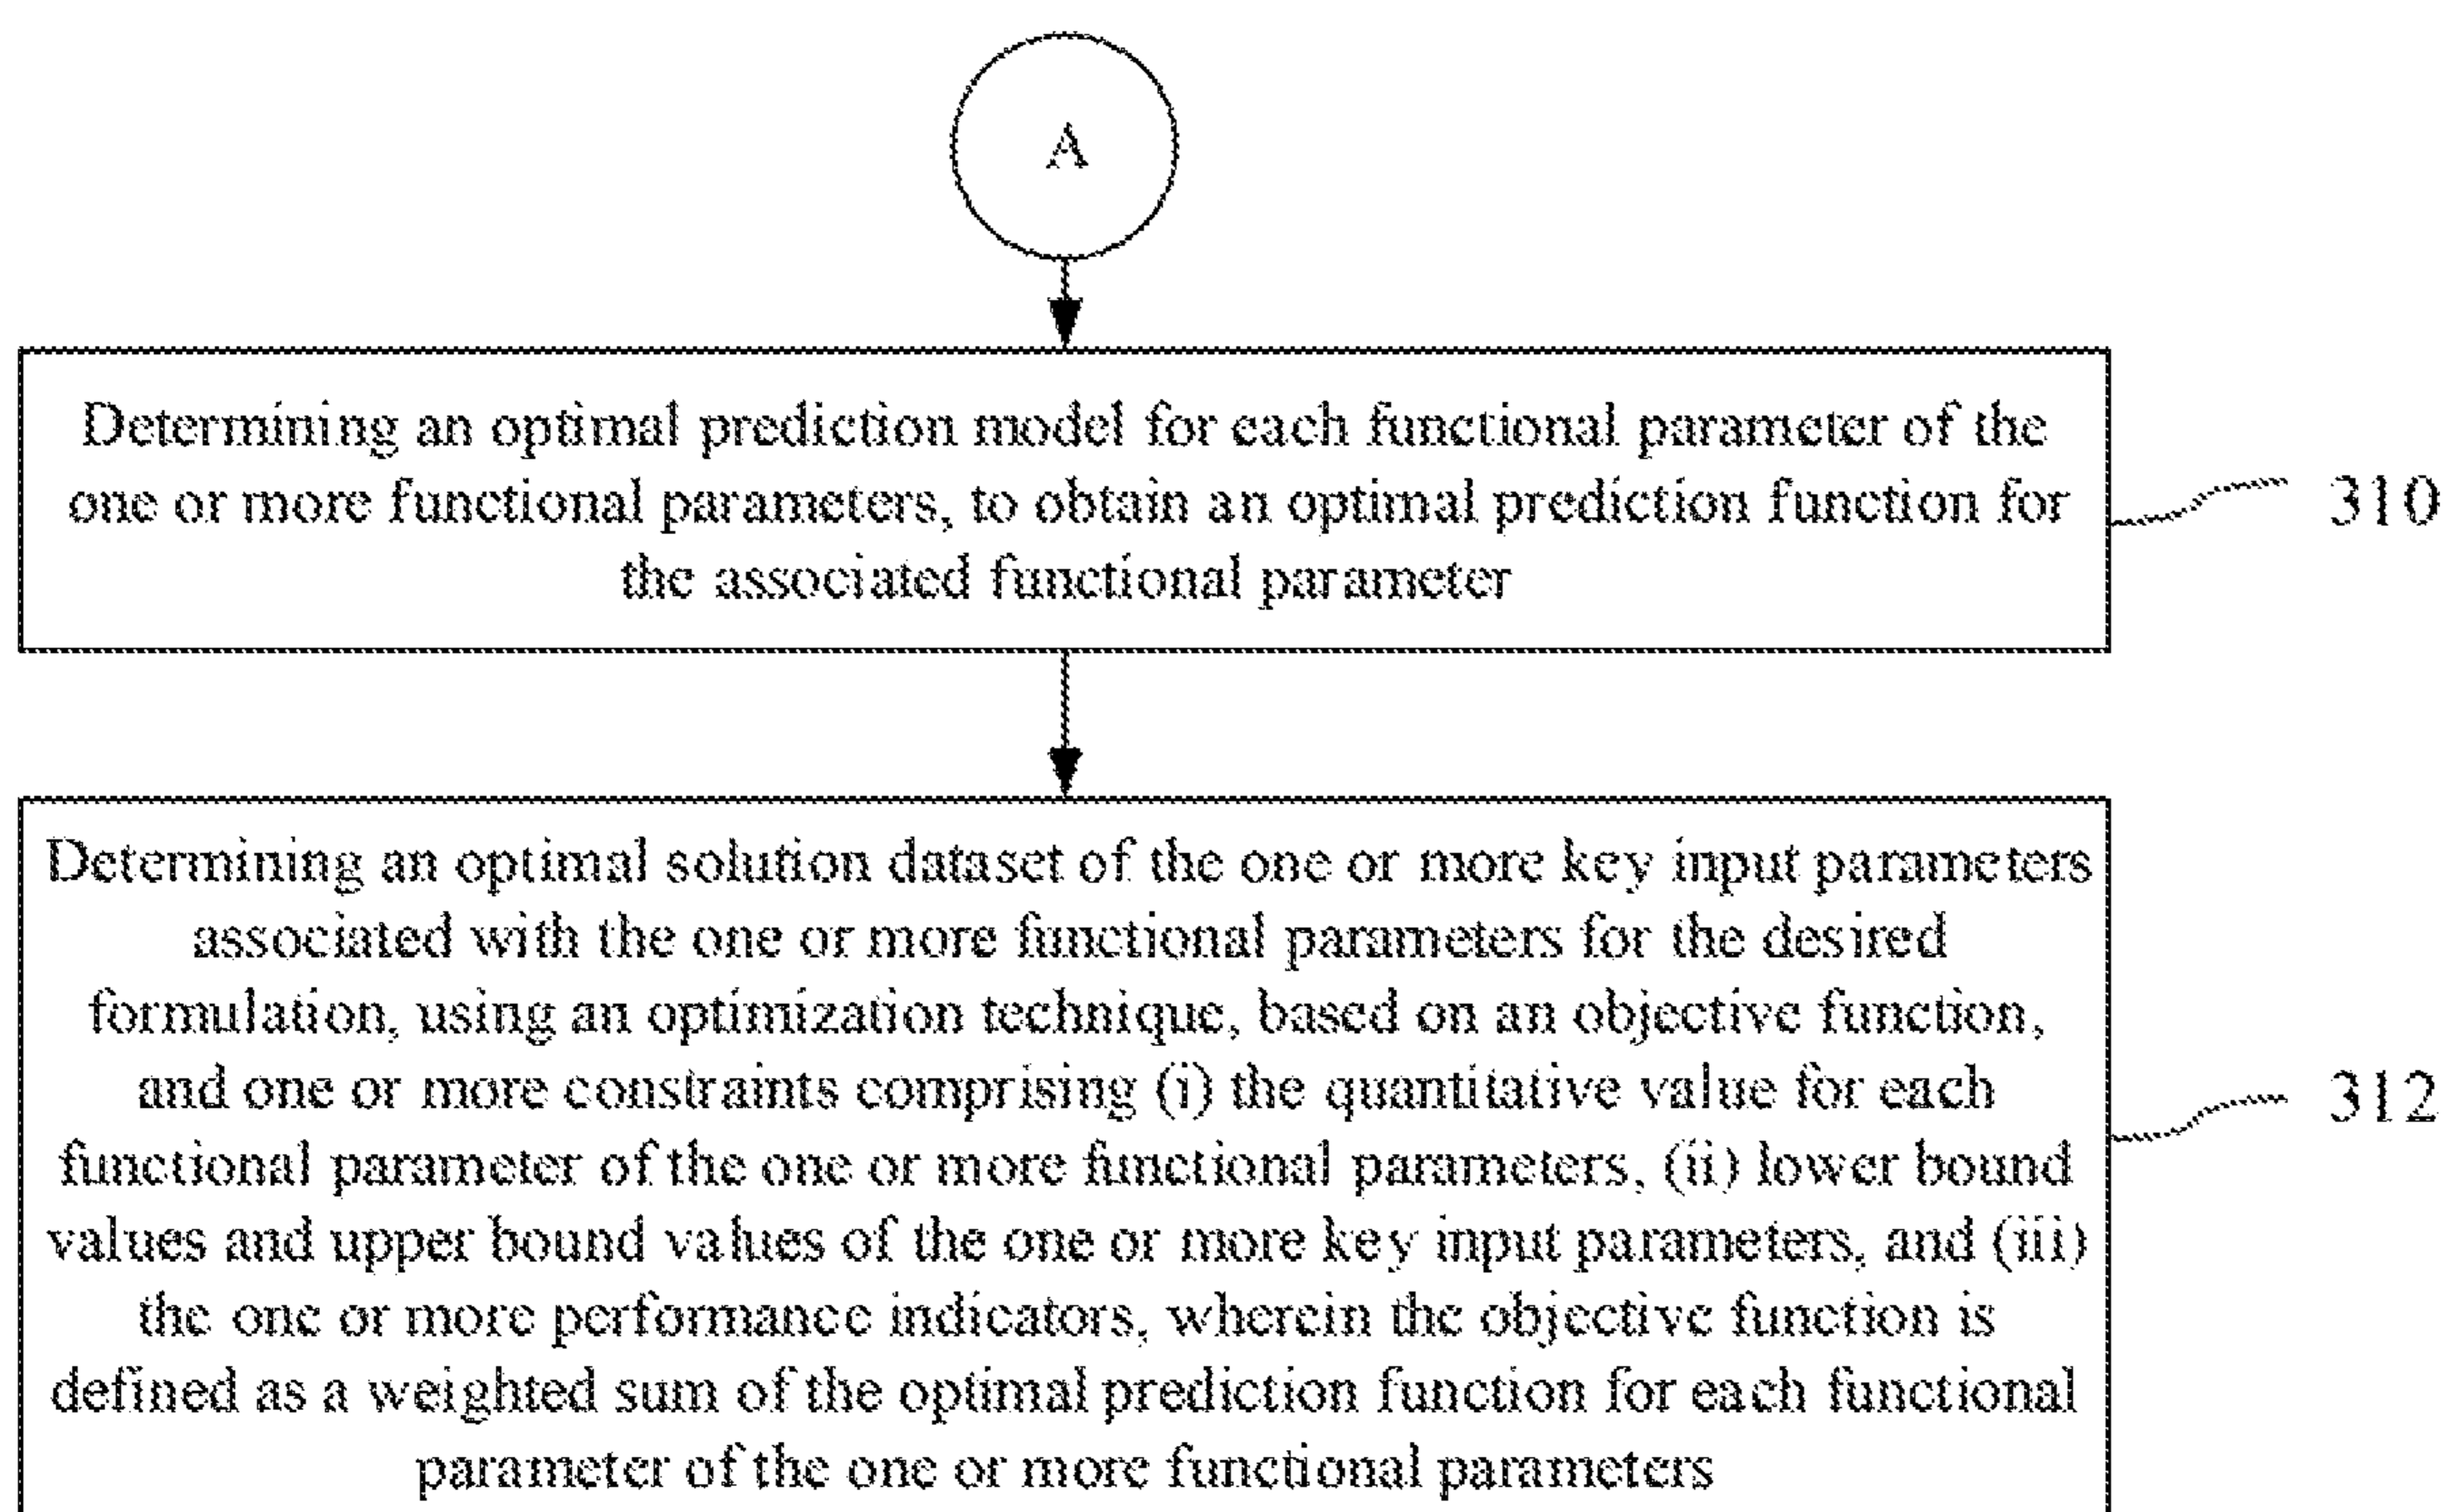 A
Determining an optimal prediction model for each functional parameter of the
one or more functional parameters, to obtain an optimal prediction function for
the associated functional parameter
310
Determining an optimal solution dataset of the one or more key input parameters
associated with the one or more functional parameters for the desired
formulation, using an optimization technique, based on an objective function,
and one or more constraints comprising (i) the quantitative value for each
functional parameter of the one or more functional parameters, (ii) lower bound
values and upper bound values of the one or more key input parameters, and (iii)
the one or more performance indicators, wherein the objective function is
defined as a weighted sum of the optimal prediction function for each functional
parameter of the one or more functional parameters
312